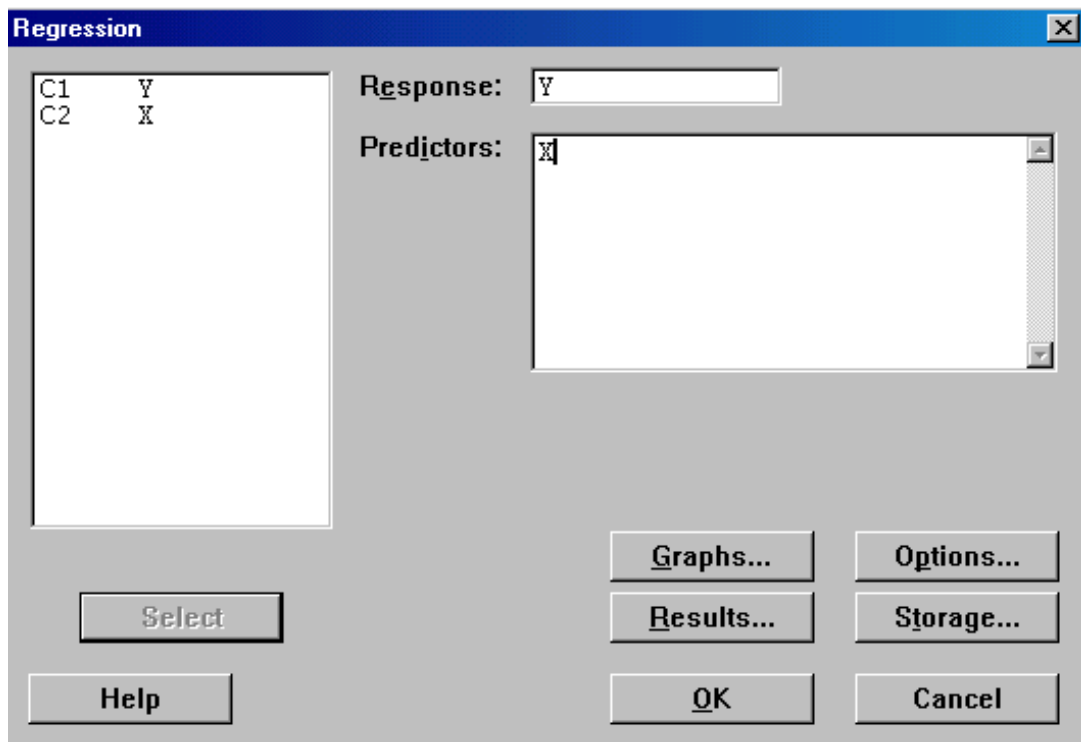 Regression
C1 Y
C2 X
Response: Y
Predictors: X
Graphs... Options...
Select Results... Storage...
Help OK Cancel